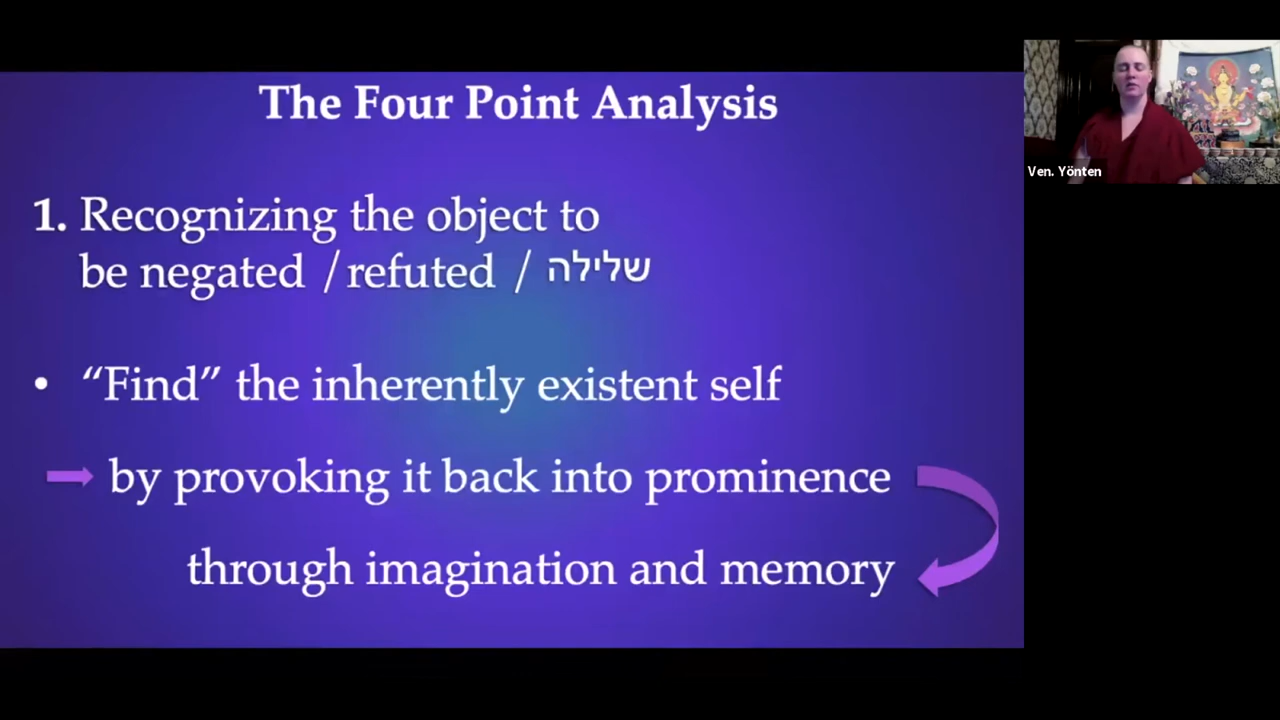 The Four Point Analysis
1. Recognizing the object to
be negated / refuted / שלילה
• “Find” the inherently existent self
by provoking it back into prominence
through imagination and memory
Ven. Yönten